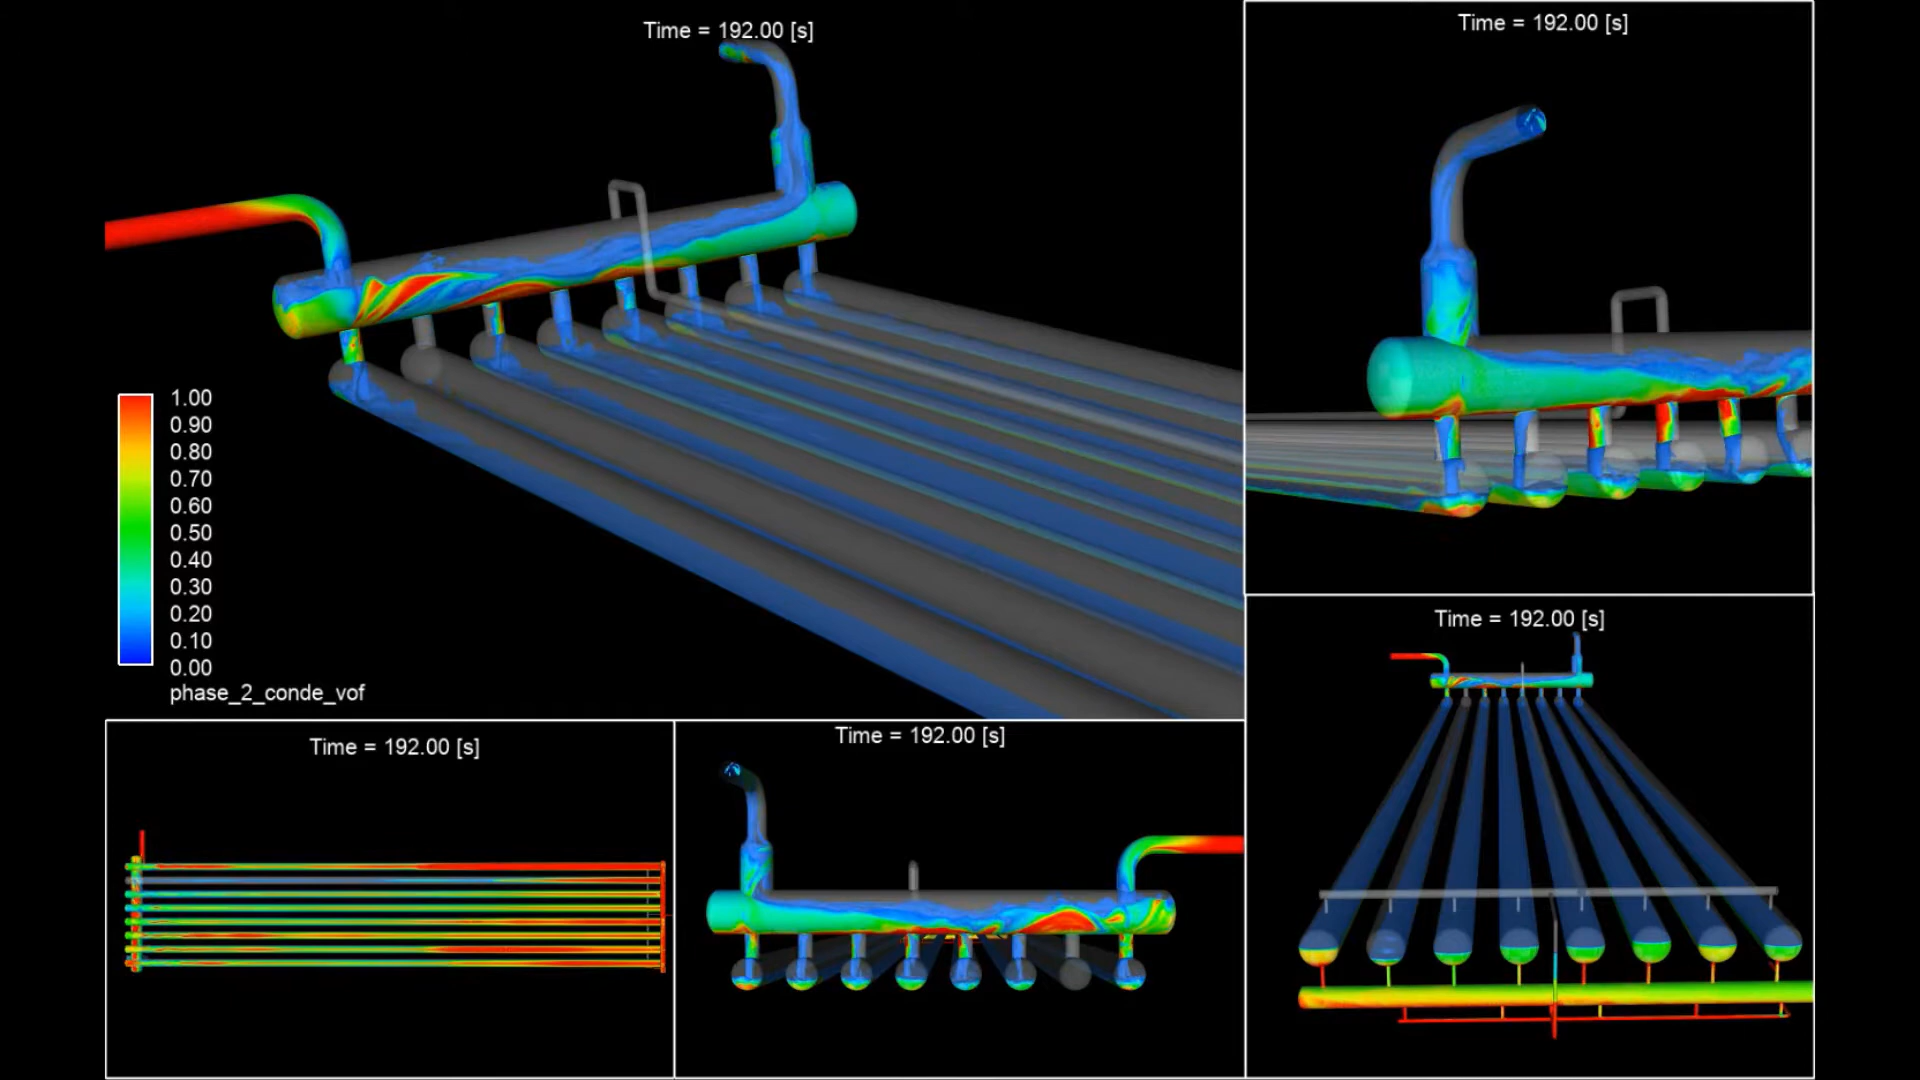 Time = 192.00 [s]
Time = 192.00 [s]
1.00
0.90
0.80
0.70
0.60
0.50
0.40
0.30
0.20
0.10
0.00
phase_2_conde_vof
Time = 192.00 [s]
Time = 192.00 [s]
Time = 192.00 [s]